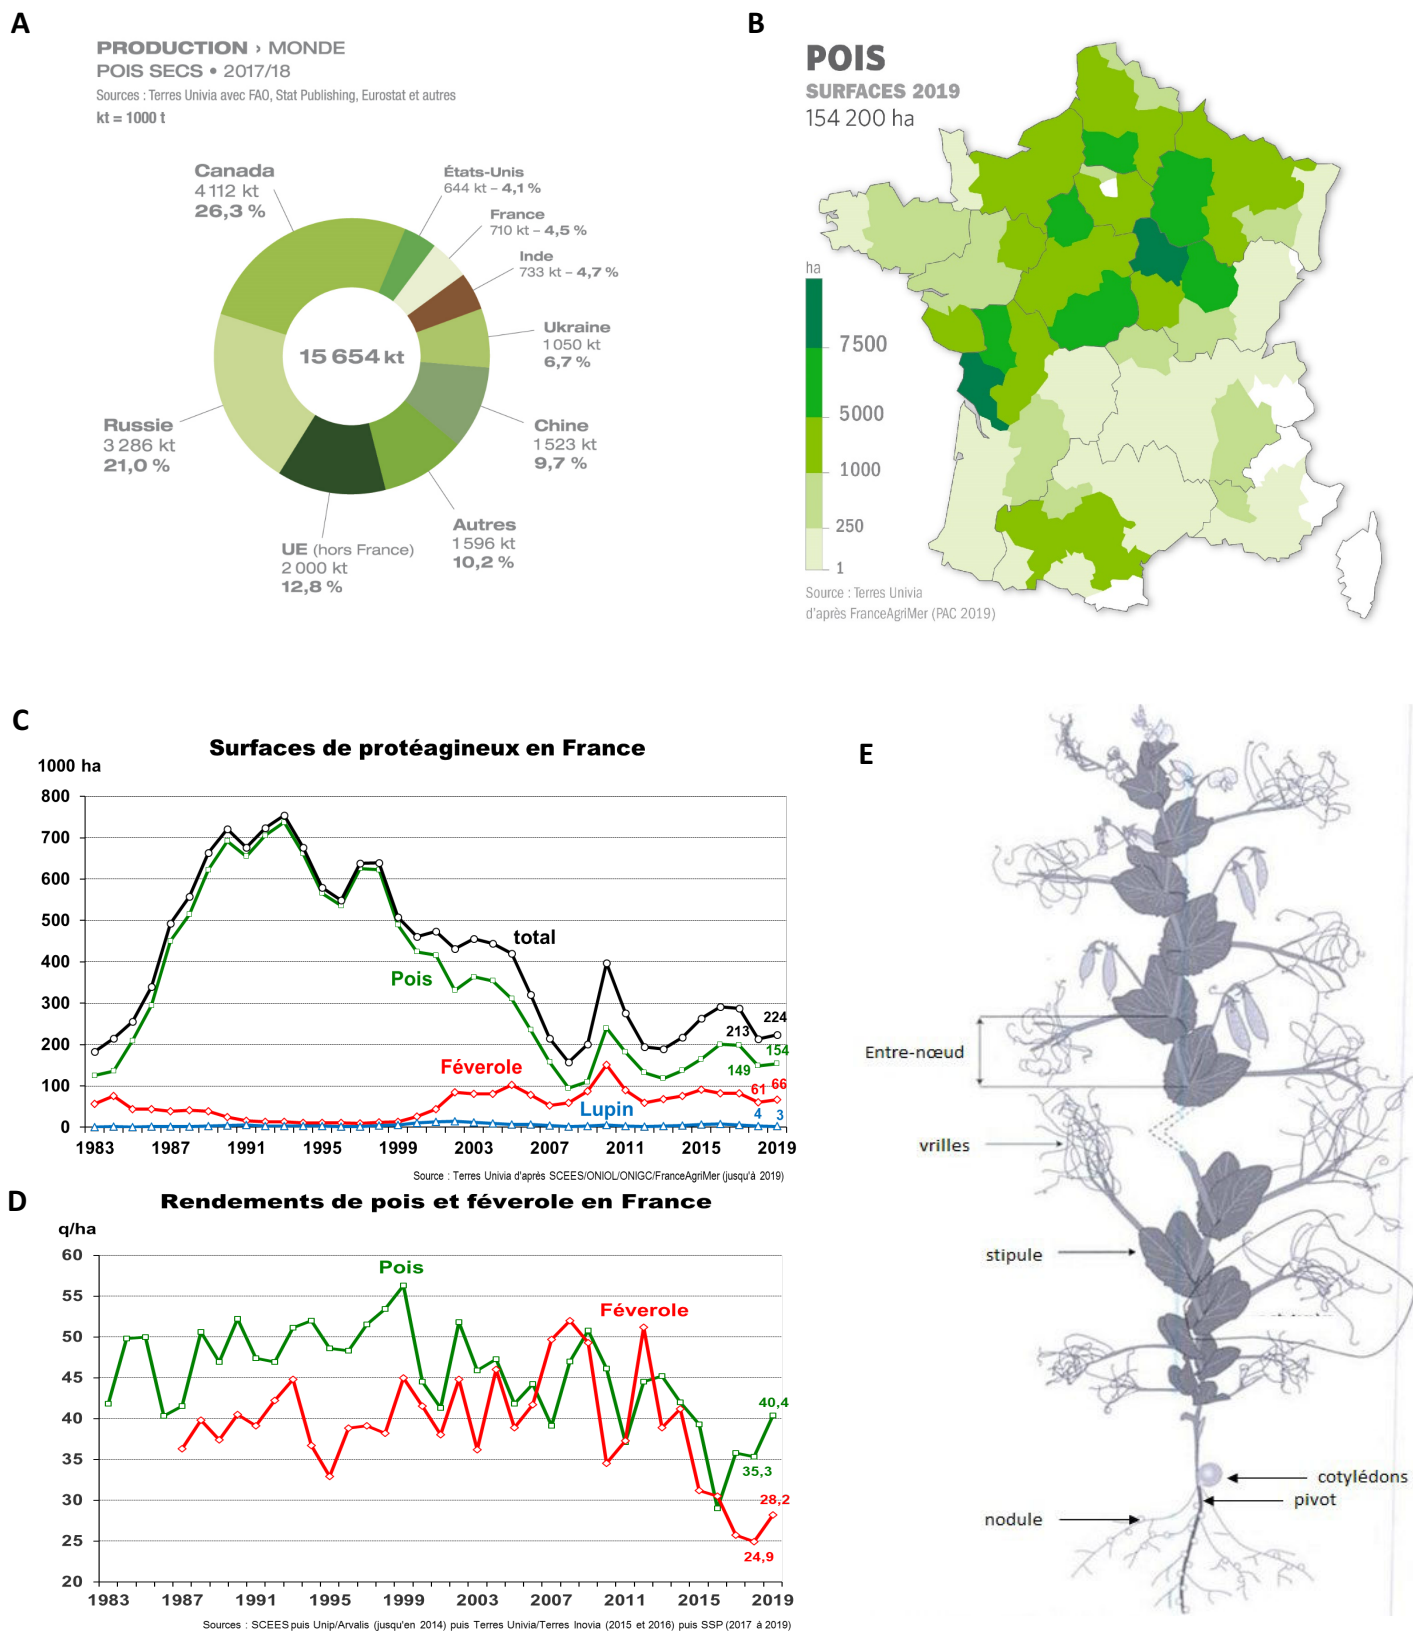 A
PRODUCTION › MONDE
POIS SECS • 2017/18
Sources : Terres Univia avec FAO, Stat Publishing, Eurostat et autres
kt = 1000 t
Canada
4 112 kt
26,3 %
États-Unis
644 kt – 4,1 %
France
710 kt – 4,5 %
Inde
733 kt – 4,7 %
Ukraine
1 050 kt
6,7 %
15 654 kt
Chine
1 523 kt
9,7 %
Russie
3 286 kt
21,0 %
Autres
1 596 kt
10,2 %
UE (hors France)
2 000 kt
12,8 %
B
POIS
SURFACES 2019
154 200 ha
ha
7 500
5 000
1000
250
1
Source : Terres Univia
d'après FranceAgriMer (PAC 2019)
C
Surfaces de protéagineux en France
1000 ha
800
700
600
500
400
300
200
100
0
total
Pois
Féverole
Lupin
213
224
149
154
61
66
4
3
1983
1987
1991
1995
1999
2003
2007
2011
2015
2019
Source : Terres Univia d'après SCEES/ONIOL/ONIGC/FranceAgriMer (jusqu'à 2019)
D
Rendements de pois et féverole en France
q/ha
60
55
50
45
40
35
30
25
20
Pois
Féverole
40,4
35,3
28,2
24,9
1983
1987
1991
1995
1999
2003
2007
2011
2015
2019
Sources : SCEES puis Unip/Arvalis (jusqu'en 2014) puis Terres Univia/Terres Inovia (2015 et 2016) puis SSP (2017 à 2019)
E
Entre-nœud
vrilles
stipule
cotylédons
pivot
nodule